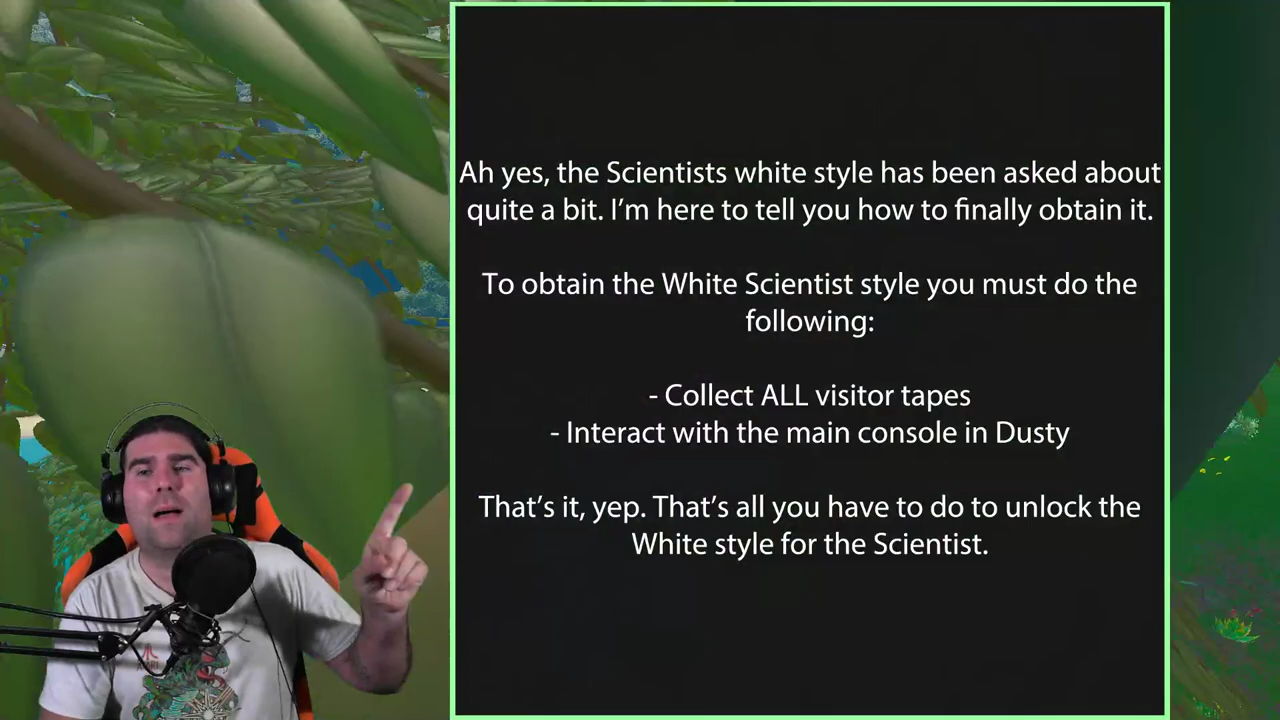 Ah yes, the Scientists white style has been asked about
quite a bit. I'm here to tell you how to finally obtain it.
To obtain the White Scientist style you must do the
following:
- Collect ALL visitor tapes
- Interact with the main console in Dusty
That's it, yep. That's all you have to do to unlock the
White style for the Scientist.
ATARI